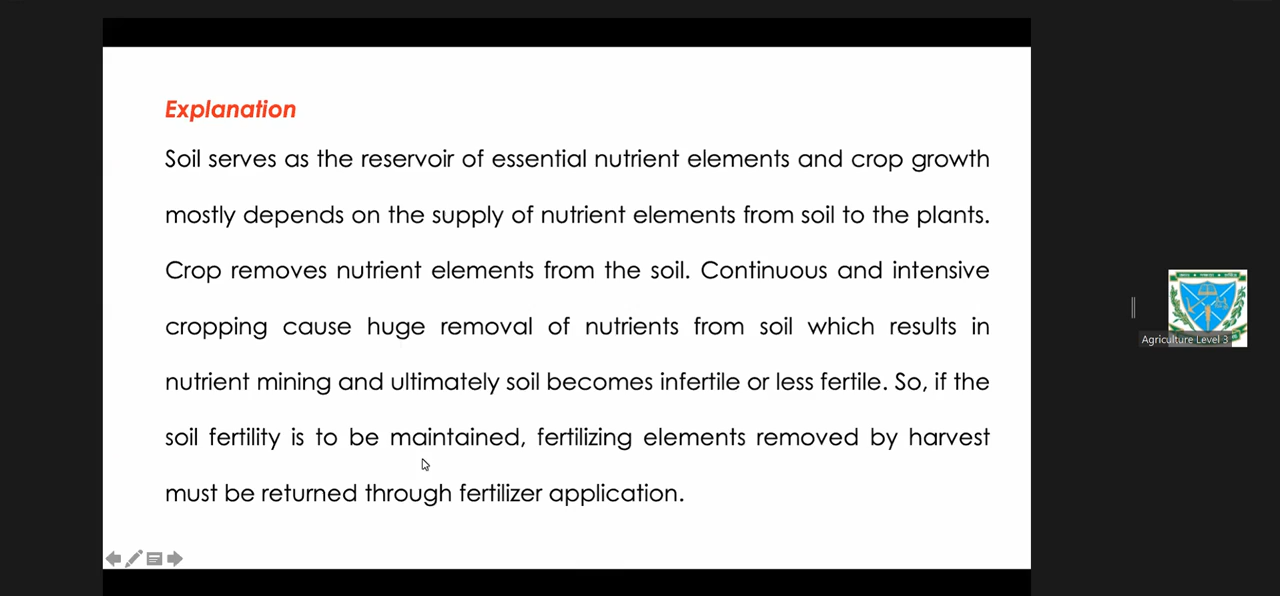 Explanation
Soil serves as the reservoir of essential nutrient elements and crop growth
mostly depends on the supply of nutrient elements from soil to the plants.
Crop removes nutrient elements from the soil. Continuous and intensive
cropping cause huge removal of nutrients from soil which results in
nutrient mining and ultimately soil becomes infertile or less fertile. So, if the
soil fertility is to be maintained, fertilizing elements removed by harvest
must be returned through fertilizer application.
Agriculture Level 3